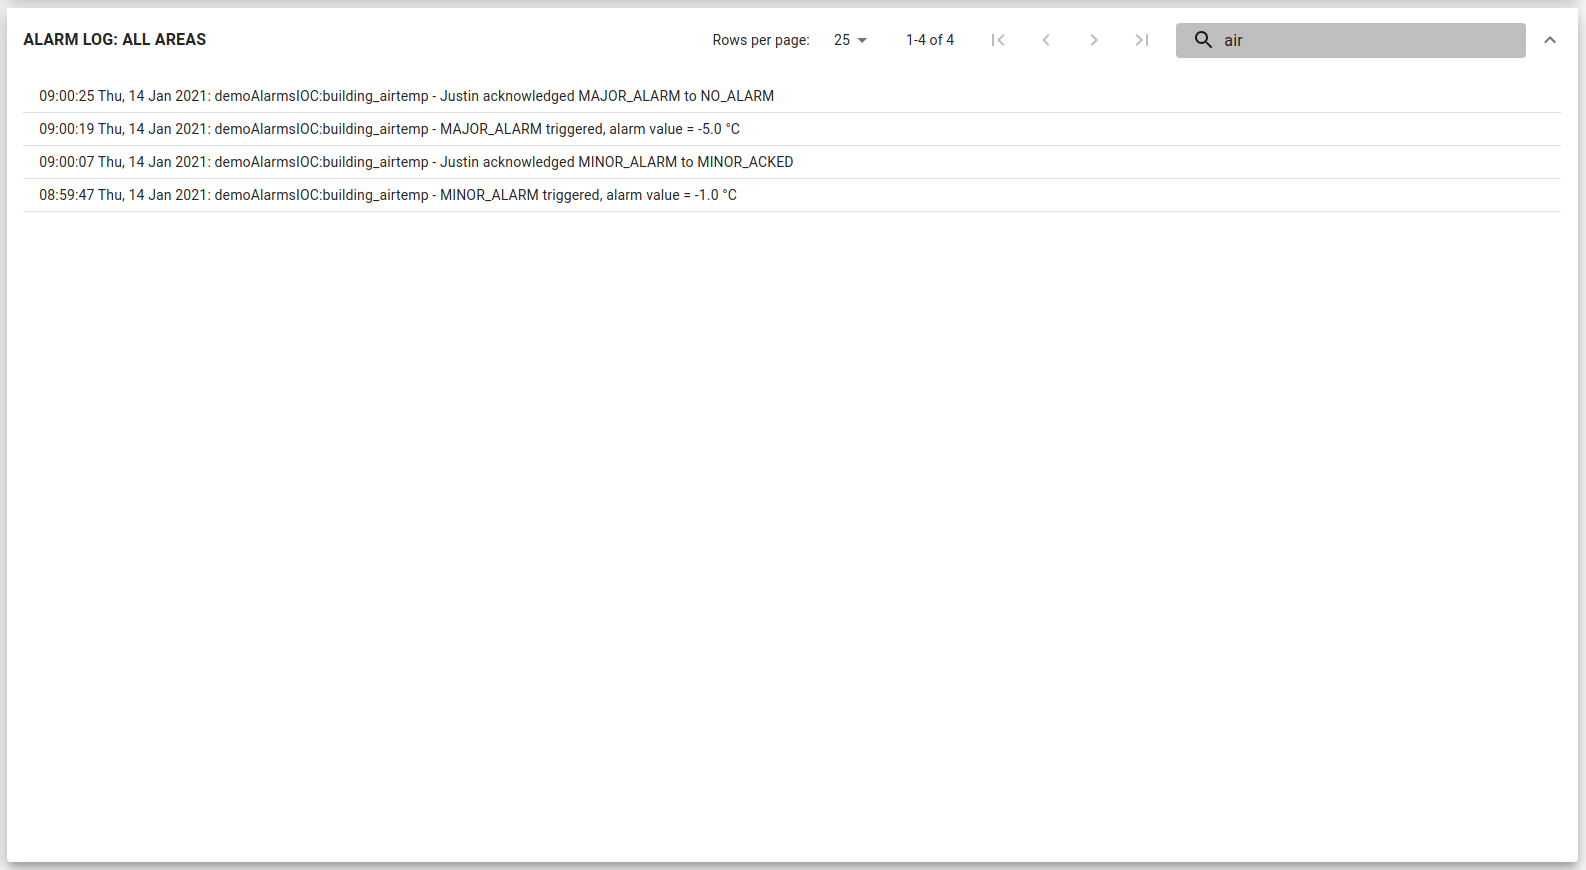 ALARM LOG: ALL AREAS Rows per page: 25 1-4 of 4 air
09:00:25 Thu, 14 Jan 2021: demoAlarmsIOC:building_airtemp - Justin acknowledged MAJOR_ALARM to NO_ALARM
09:00:19 Thu, 14 Jan 2021: demoAlarmsIOC:building_airtemp - MAJOR_ALARM triggered, alarm value = -5.0 °C
09:00:07 Thu, 14 Jan 2021: demoAlarmsIOC:building_airtemp - Justin acknowledged MINOR_ALARM to MINOR_ACKED
08:59:47 Thu, 14 Jan 2021: demoAlarmsIOC:building_airtemp - MINOR_ALARM triggered, alarm value = -1.0 °C